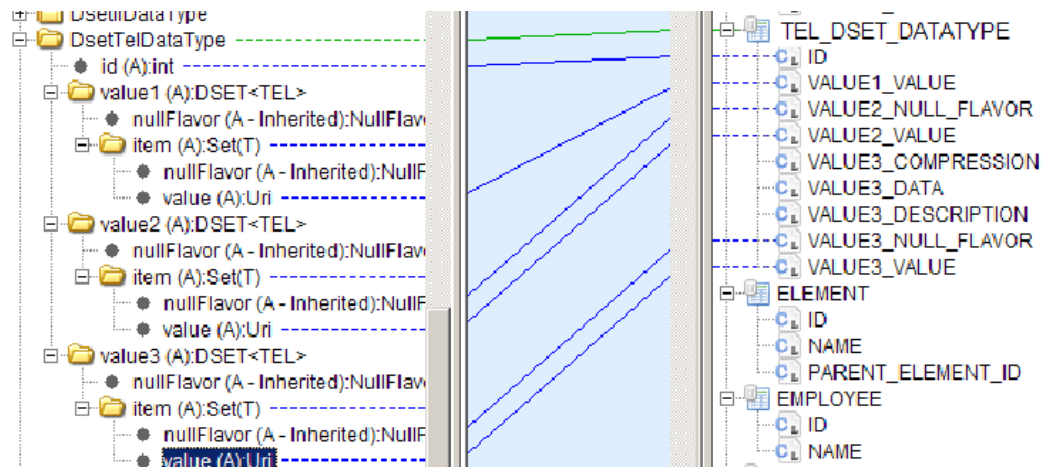 DsetIIDataType
DsetTelDataType
id (A):int
value1 (A):DSET<TEL>
nullFlavor (A - Inherited):NullFlav
item (A):Set(T)
nullFlavor (A - Inherited):NullF
value (A):Uri
value2 (A):DSET<TEL>
nullFlavor (A - Inherited):NullFlav
item (A):Set(T)
nullFlavor (A - Inherited):NullF
value (A):Uri
value3 (A):DSET<TEL>
nullFlavor (A - Inherited):NullFlav
item (A):Set(T)
nullFlavor (A - Inherited):NullF
value (A):Uri
TEL_DSET_DATATYPE
ID
VALUE1_VALUE
VALUE2_NULL_FLAVOR
VALUE2_VALUE
VALUE3_COMPRESSION
VALUE3_DATA
VALUE3_DESCRIPTION
VALUE3_NULL_FLAVOR
VALUE3_VALUE
ELEMENT
ID
NAME
PARENT_ELEMENT_ID
EMPLOYEE
ID
NAME